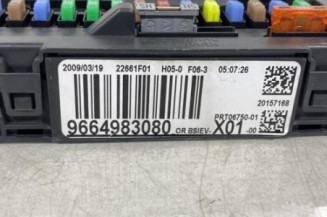 2009/03/19 22661F01 H05-0 F06-3 05:07:26
20157168
PRT06750-01
9664983080 OR BSIEV- X01 -00